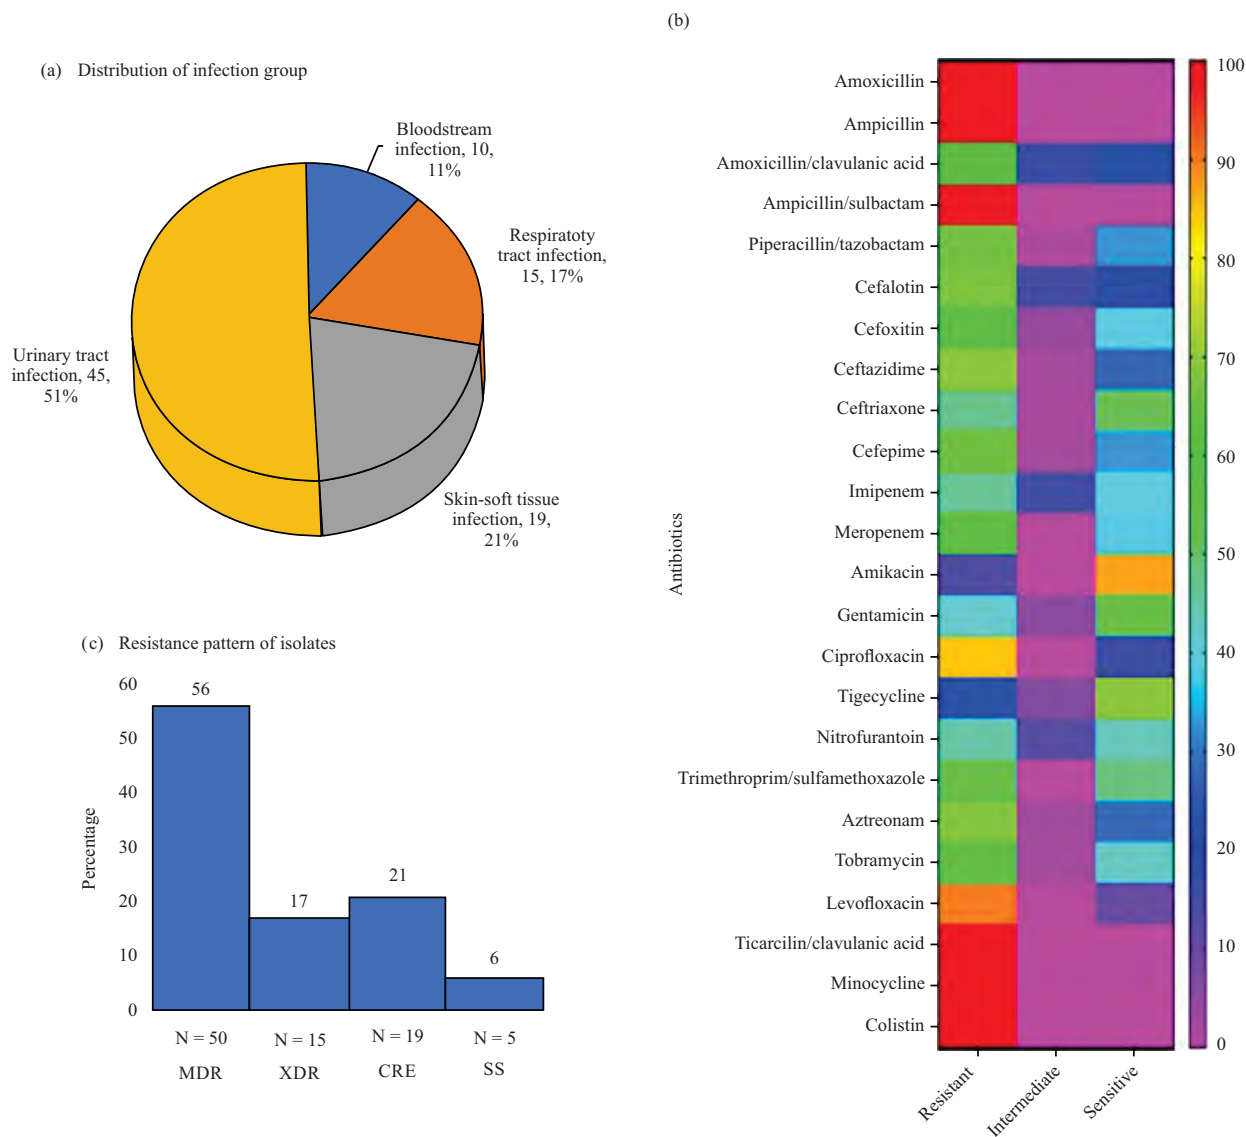 (a) Distribution of infection group
Bloodstream
infection, 10,
11%
Respiratoty
tract infection,
15, 17%
Urinary tract
infection, 45,
51%
Skin-soft tissue
infection, 19,
21%
(b)
Antibiotics
Amoxicillin
Ampicillin
Amoxicillin/clavulanic acid
Ampicillin/sulbactam
Piperacillin/tazobactam
Cefalotin
Cefoxitin
Ceftazidime
Ceftriaxone
Cefepime
Imipenem
Meropenem
Amikacin
Gentamicin
Ciprofloxacin
Tigecycline
Nitrofurantoin
Trimethroprim/sulfamethoxazole
Aztreonam
Tobramycin
Levofloxacin
Ticarcilin/clavulanic acid
Minocycline
Colistin
Resistant
Intermediate
Sensitive
100
90
80
70
60
50
40
30
20
10
0
(c) Resistance pattern of isolates
Percentage
60
50
40
30
20
10
0
56
17
21
6
N = 50
N = 15
N = 19
N = 5
MDR
XDR
CRE
SS